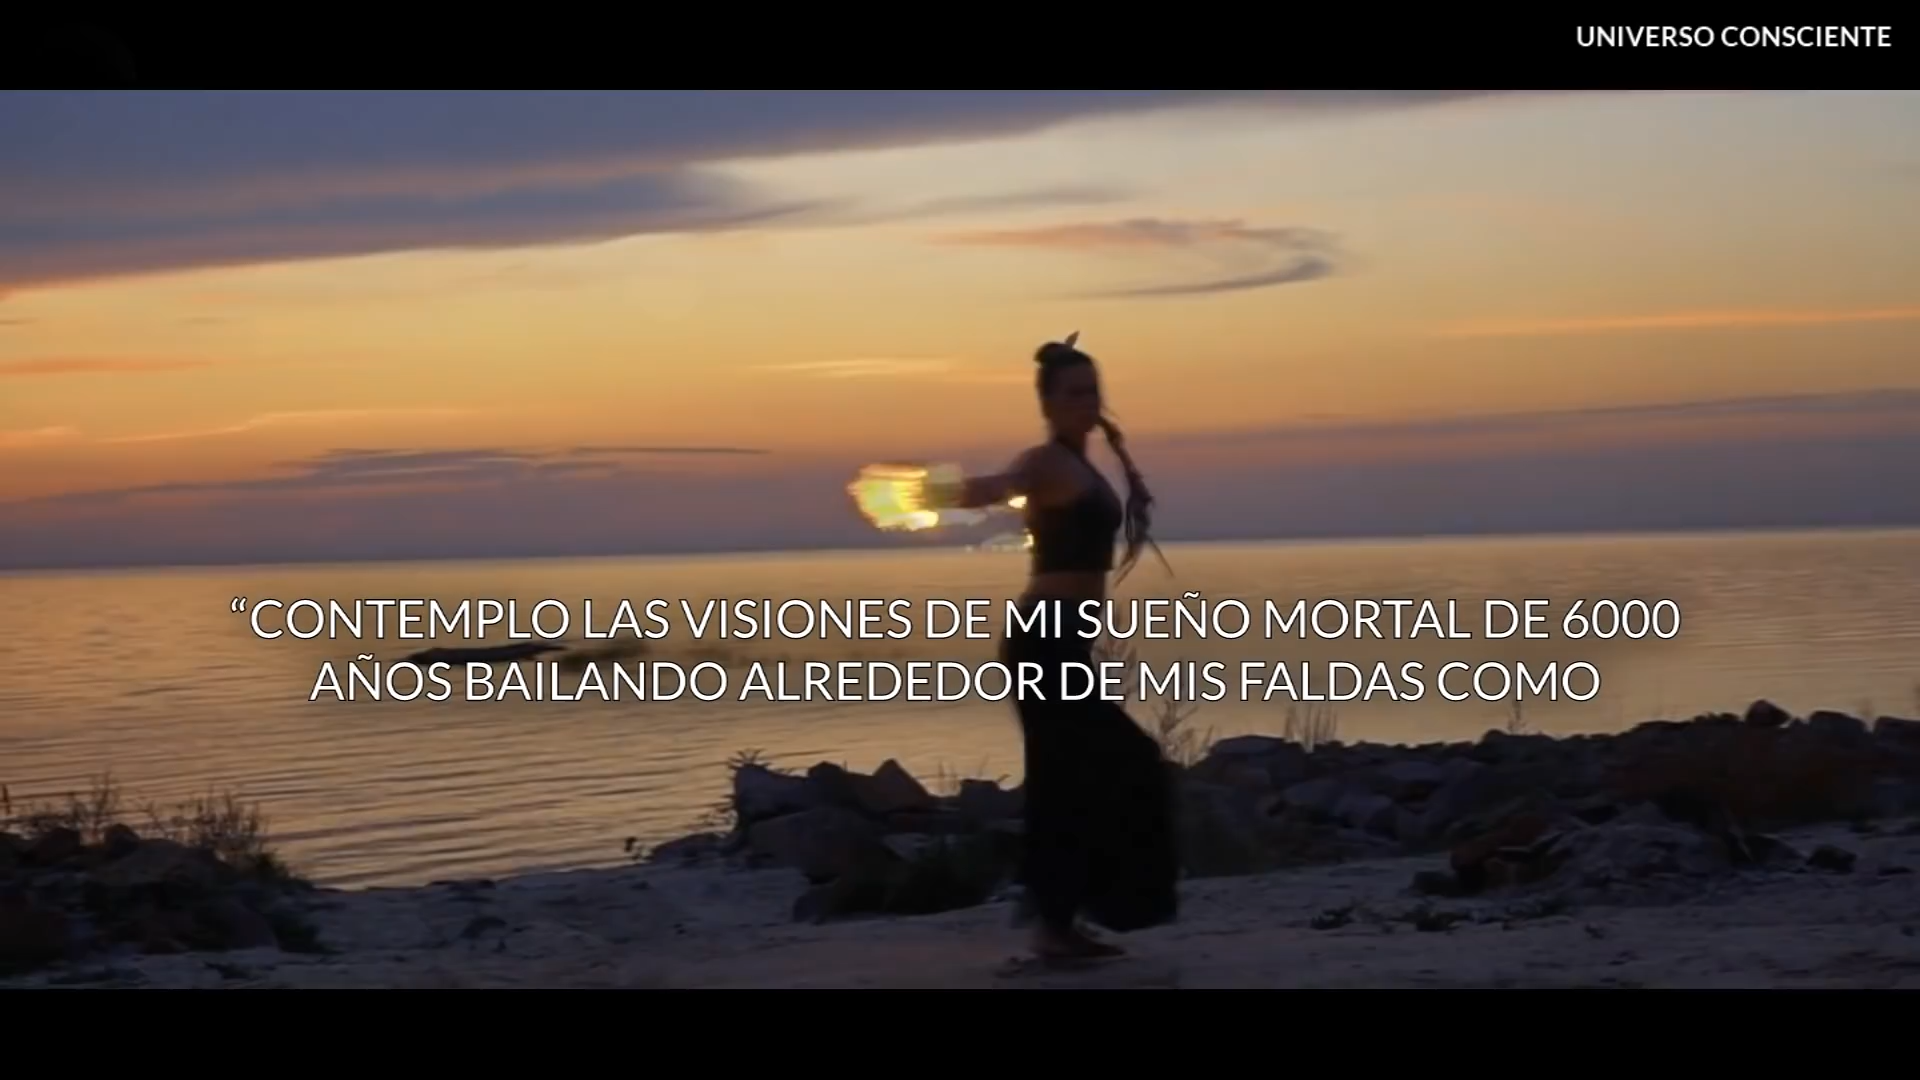 UNIVERSO CONSCIENTE
“CONTEMPLO LAS VISIONES DE MI SUEÑO MORTAL DE 6000
AÑOS BAILANDO ALREDEDOR DE MIS FALDAS COMO